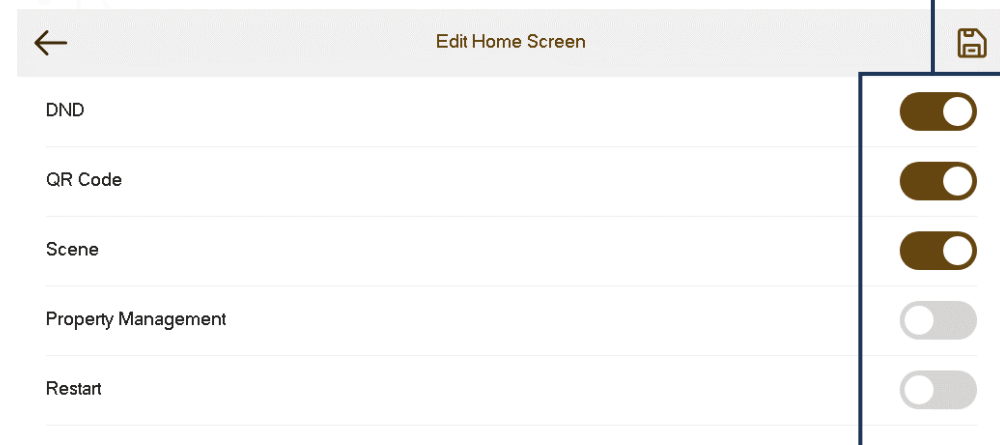 Edit Home Screen
DND
QR Code
Scene
Property Management
Restart